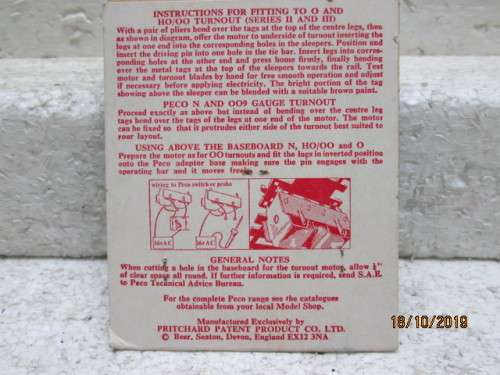 INSTRUCTIONS FOR FITTING TO O AND
HO/OO TURNOUT (SERIES II AND III)
With a pair of pliers bend over the tags at the top of the centre legs, then
as shown in diagram, offer the motor to underside of turnout inserting the
legs at one end into the corresponding holes in the sleepers. Position and
insert the driving pin into one hole in the tie bar. Insert legs into corres-
ponding holes at the other end and press home firmly, finally bending
over the metal tags at the top of the sleepers towards the rail. Test
motor and turnout blades by hand for free smooth operation and adjust
if necessary before applying electricity. The bright portion of the tag
showing above the sleeper can be blended with a suitable brown paint.
PECO N AND OO9 GAUGE TURNOUT
Proceed exactly as above but instead of bending over the centre leg
tags bend over the tags of the legs at one end of the motor. The motor
can be fixed so that it protrudes either side of the turnout best suited to
your layout.
USING ABOVE THE BASEBOARD N, HO/OO and O
Prepare the motor as for OO turnouts and fit the lugs in inverted position
onto the Peco adaptor base making sure the pin engages with the
operating bar and it moves free
wiring to Peco switch or probe
16v A C
16v A.C
GENERAL NOTES
When cutting a hole in the baseboard for the turnout motor, allow
of clear space all round. If further information is required, send S.A.E.
to Peco Technical Advice Bureau.
For the complete Peco range see the catalogues
obtainable from your local Model Shop.
Manufactured Exclusively by
PRITCHARD PATENT PRODUCT CO. LTD.
© Beer, Seaton, Devon, England EX12 3NA
18/10/2019